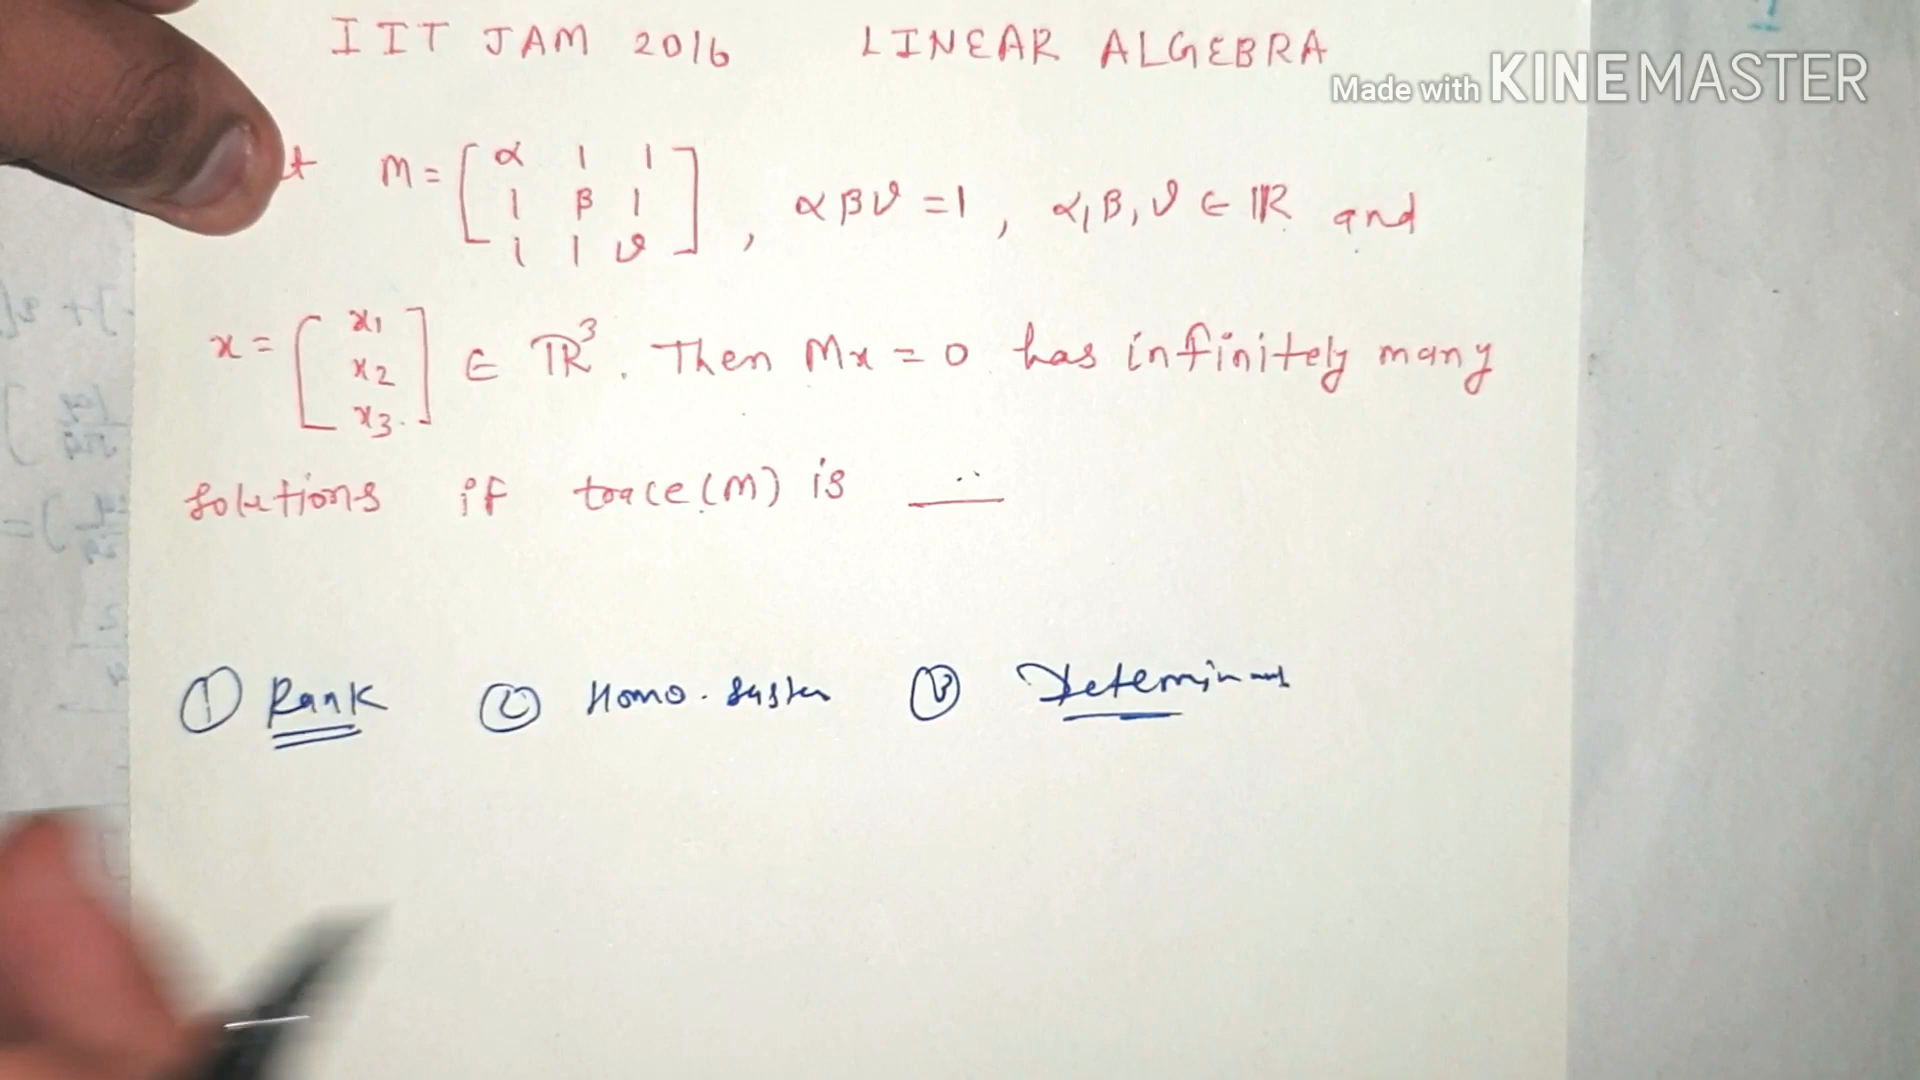 IIT JAM 2016 LINEAR ALGEBRA
Made with KINEMASTER
t M = [ α 1 1
1 β 1
1 1 υ ] , αβυ = 1 , α, β, υ ∈ ℝ and
x = [ x1
x2
x3 ] ∈ ℝ³. Then Mx = 0 has infinitely many
solutions if trace(M) is ___
① Rank ② Homo. System ③ Determinant